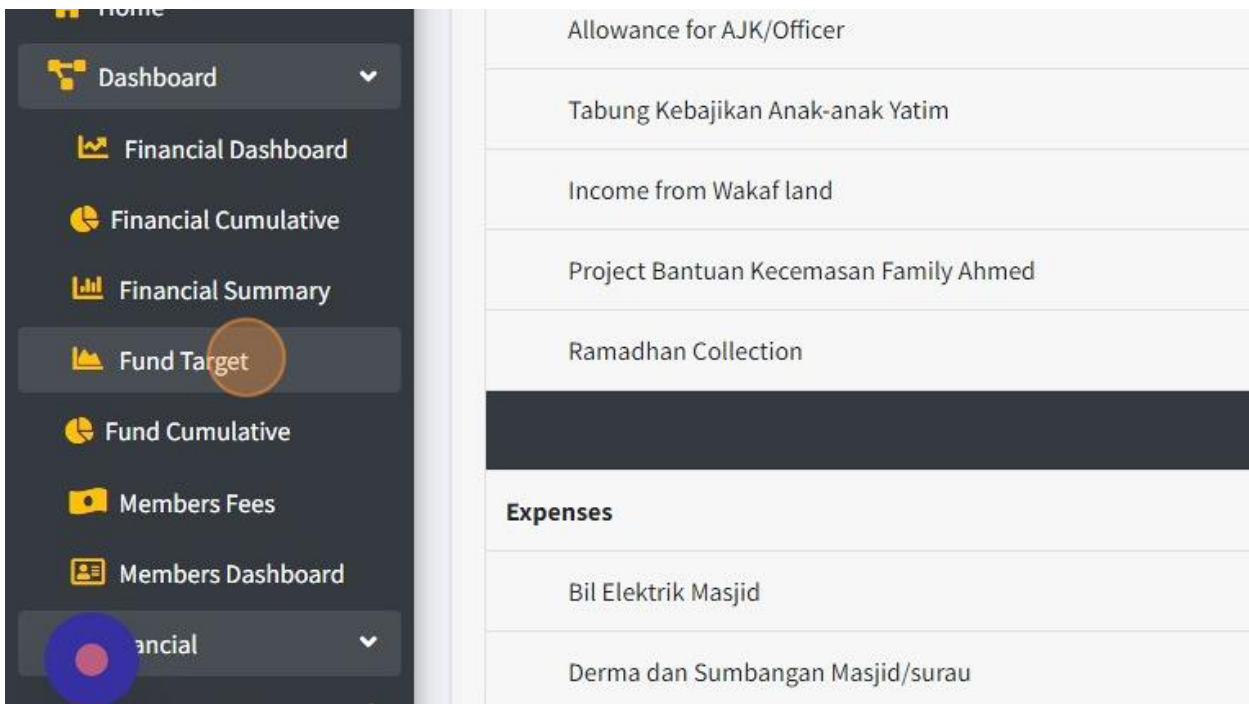 Home
Dashboard
Financial Dashboard
Financial Cumulative
Financial Summary
Fund Target
Fund Cumulative
Members Fees
Members Dashboard
ancial
Allowance for AJK/Officer
Tabung Kebajikan Anak-anak Yatim
Income from Wakaf land
Project Bantuan Kecemasan Family Ahmed
Ramadhan Collection
Expenses
Bil Elektrik Masjid
Derma dan Sumbangan Masjid/surau